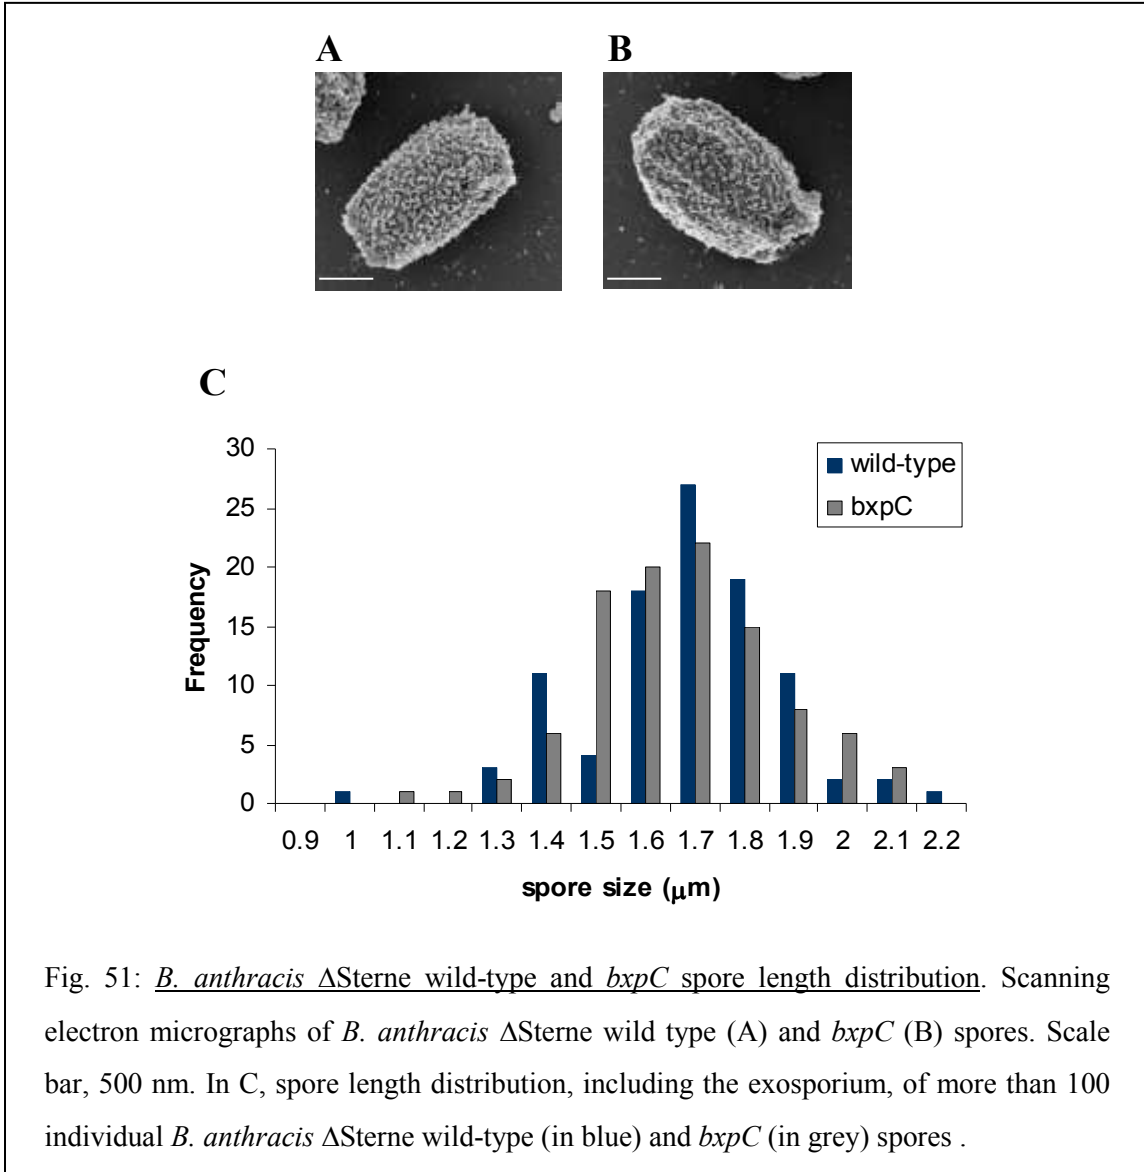 A
B
C
30
25
20
15
10
5
0
Frequency
wild-type
bxpC
0.9 1 1.1 1.2 1.3 1.4 1.5 1.6 1.7 1.8 1.9 2 2.1 2.2
spore size (μm)
Fig. 51: B. anthracis ΔSterne wild-type and bxpC spore length distribution. Scanning
electron micrographs of B. anthracis ΔSterne wild type (A) and bxpC (B) spores. Scale
bar, 500 nm. In C, spore length distribution, including the exosporium, of more than 100
individual B. anthracis ΔSterne wild-type (in blue) and bxpC (in grey) spores .